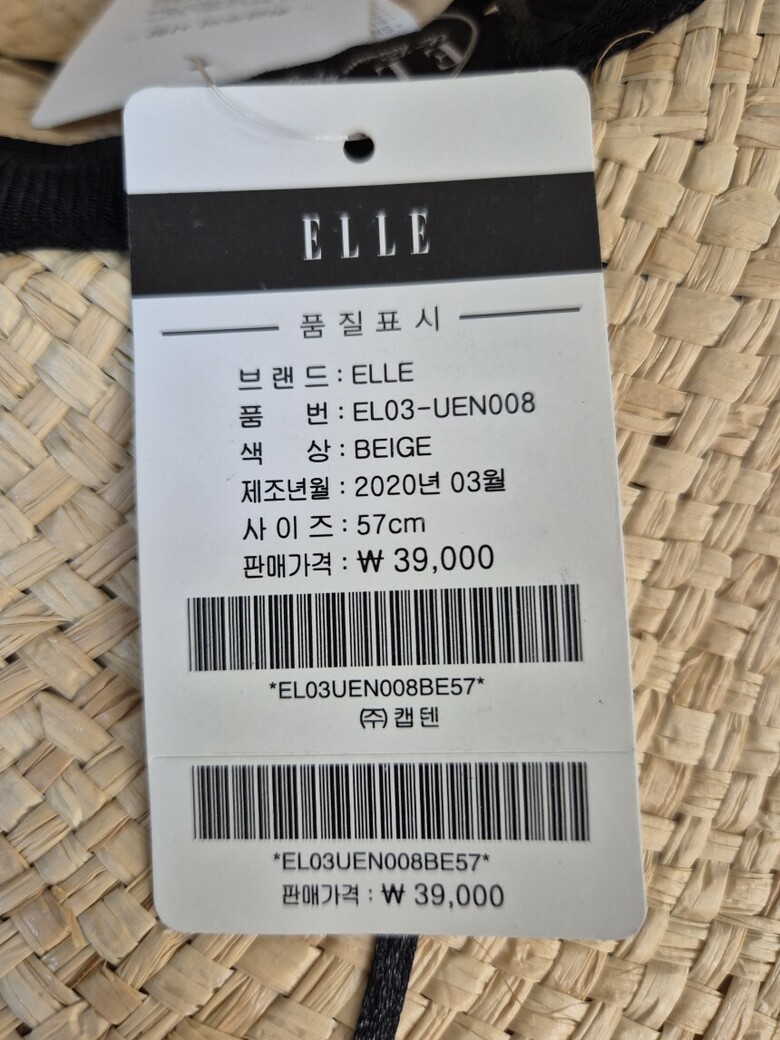 ELLE
품질표시
브랜드 : ELLE
품 번 : EL03-UEN008
색 상 : BEIGE
제조년월 : 2020년 03월
사이즈 : 57cm
판매가격 : ₩ 39,000
*EL03UEN008BE57*
㈜캡텐
*EL03UEN008BE57*
판매가격 : ₩ 39,000